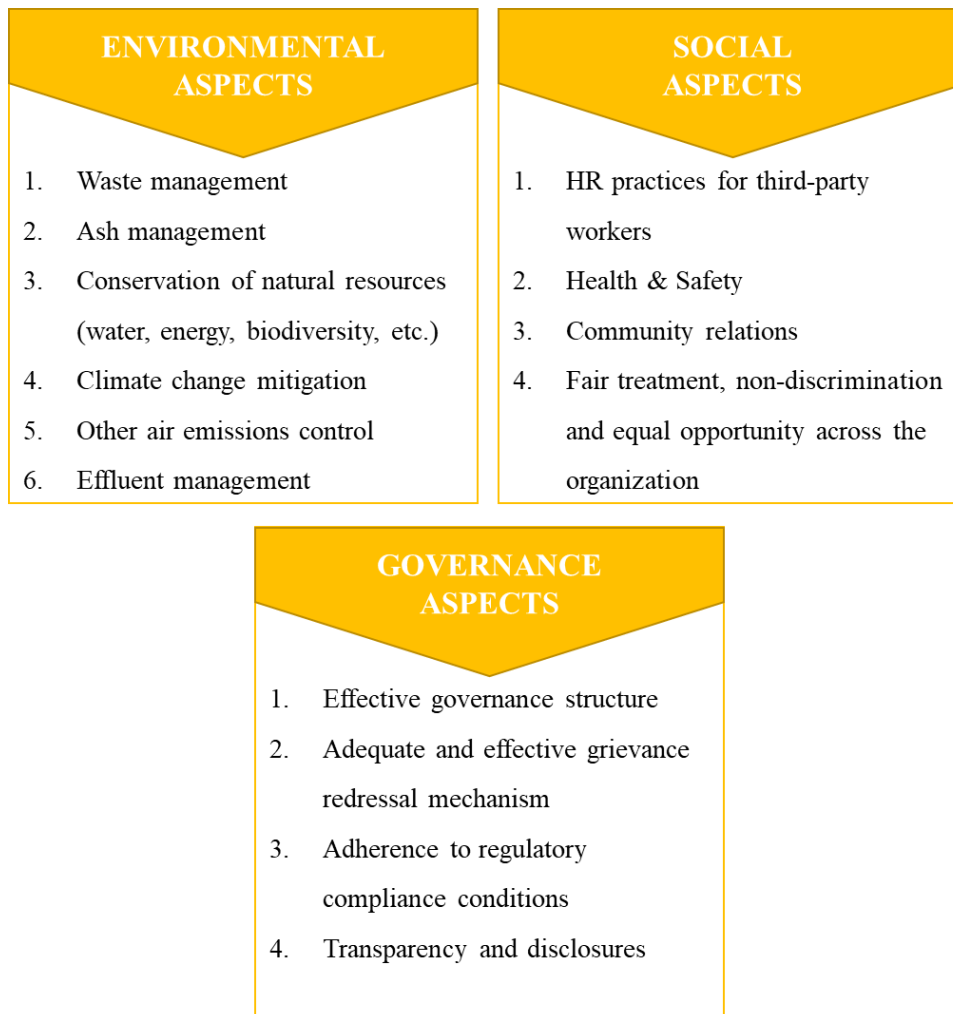 ENVIRONMENTAL
ASPECTS
1. Waste management
2. Ash management
3. Conservation of natural resources
(water, energy, biodiversity, etc.)
4. Climate change mitigation
5. Other air emissions control
6. Effluent management
SOCIAL
ASPECTS
1. HR practices for third-party
workers
2. Health & Safety
3. Community relations
4. Fair treatment, non-discrimination
and equal opportunity across the
organization
GOVERNANCE
ASPECTS
1. Effective governance structure
2. Adequate and effective grievance
redressal mechanism
3. Adherence to regulatory
compliance conditions
4. Transparency and disclosures